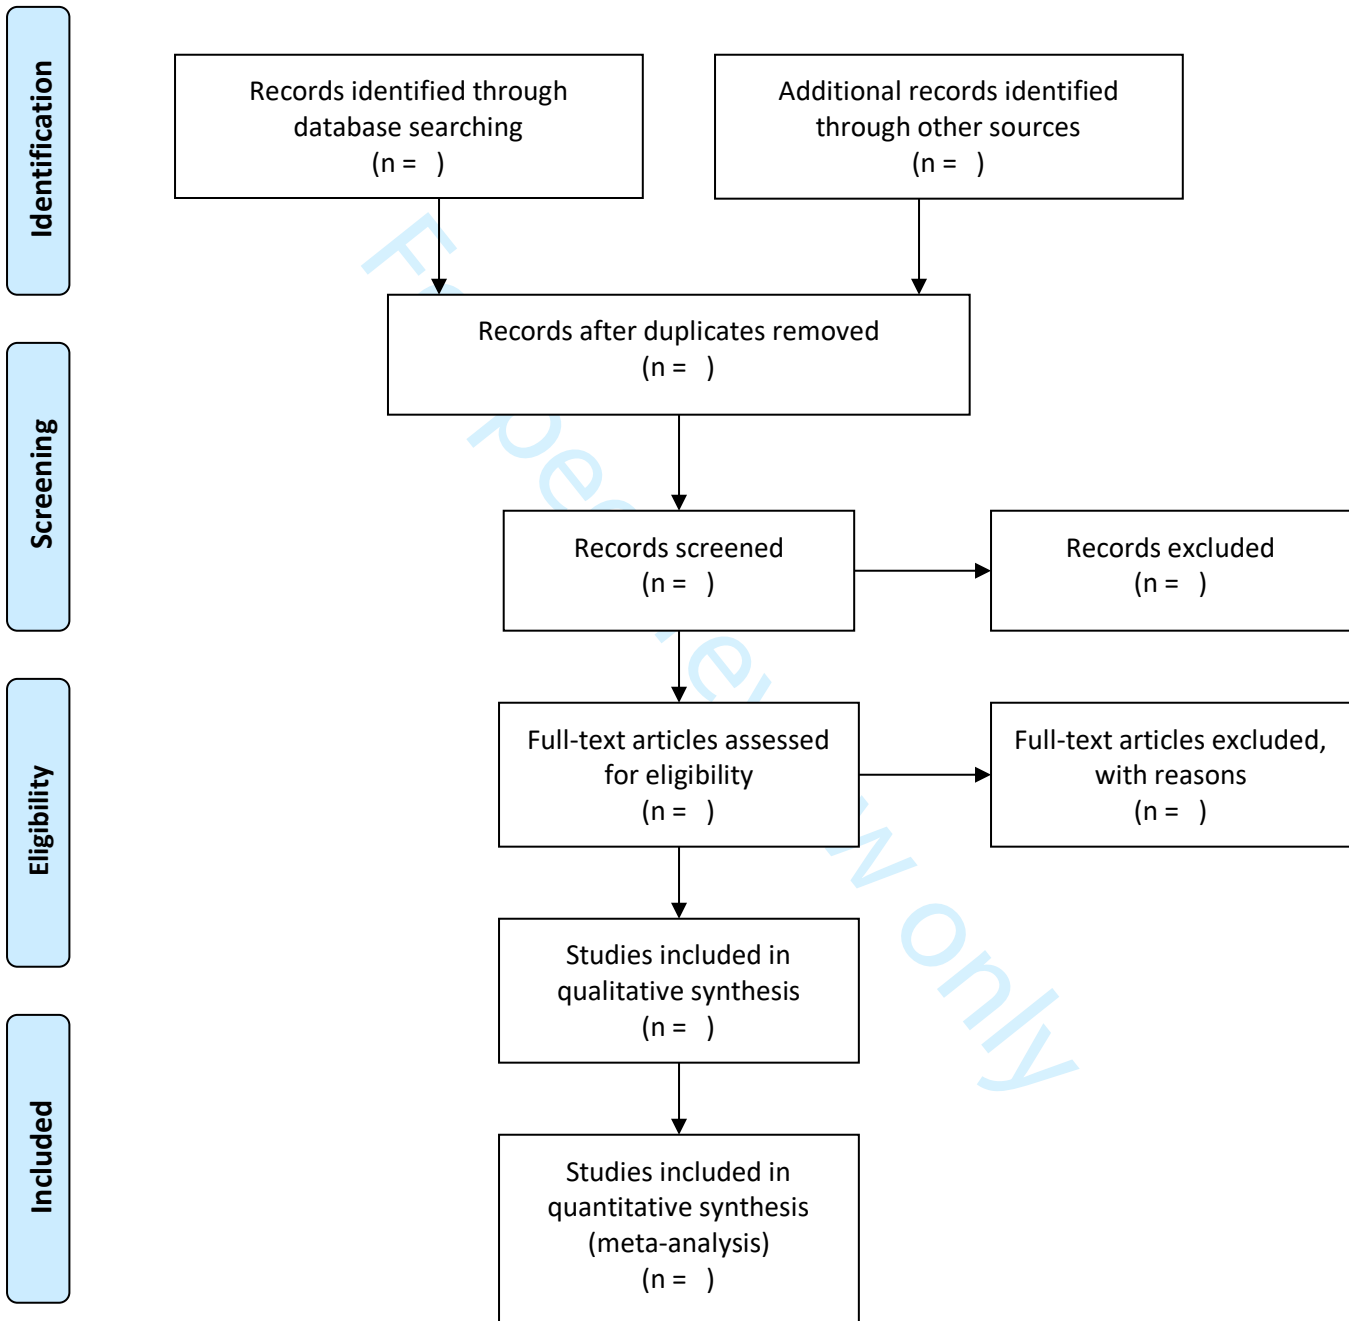 Identification
Records identified through
database searching
(n =   )
Additional records identified
through other sources
(n =   )
Records after duplicates removed
(n =   )
Screening
Records screened
(n =   )
Records excluded
(n =   )
Eligibility
Full-text articles assessed
for eligibility
(n =   )
Full-text articles excluded,
with reasons
(n =   )
Studies included in
qualitative synthesis
(n =   )
Included
Studies included in
quantitative synthesis
(meta-analysis)
(n =   )
For peer review only